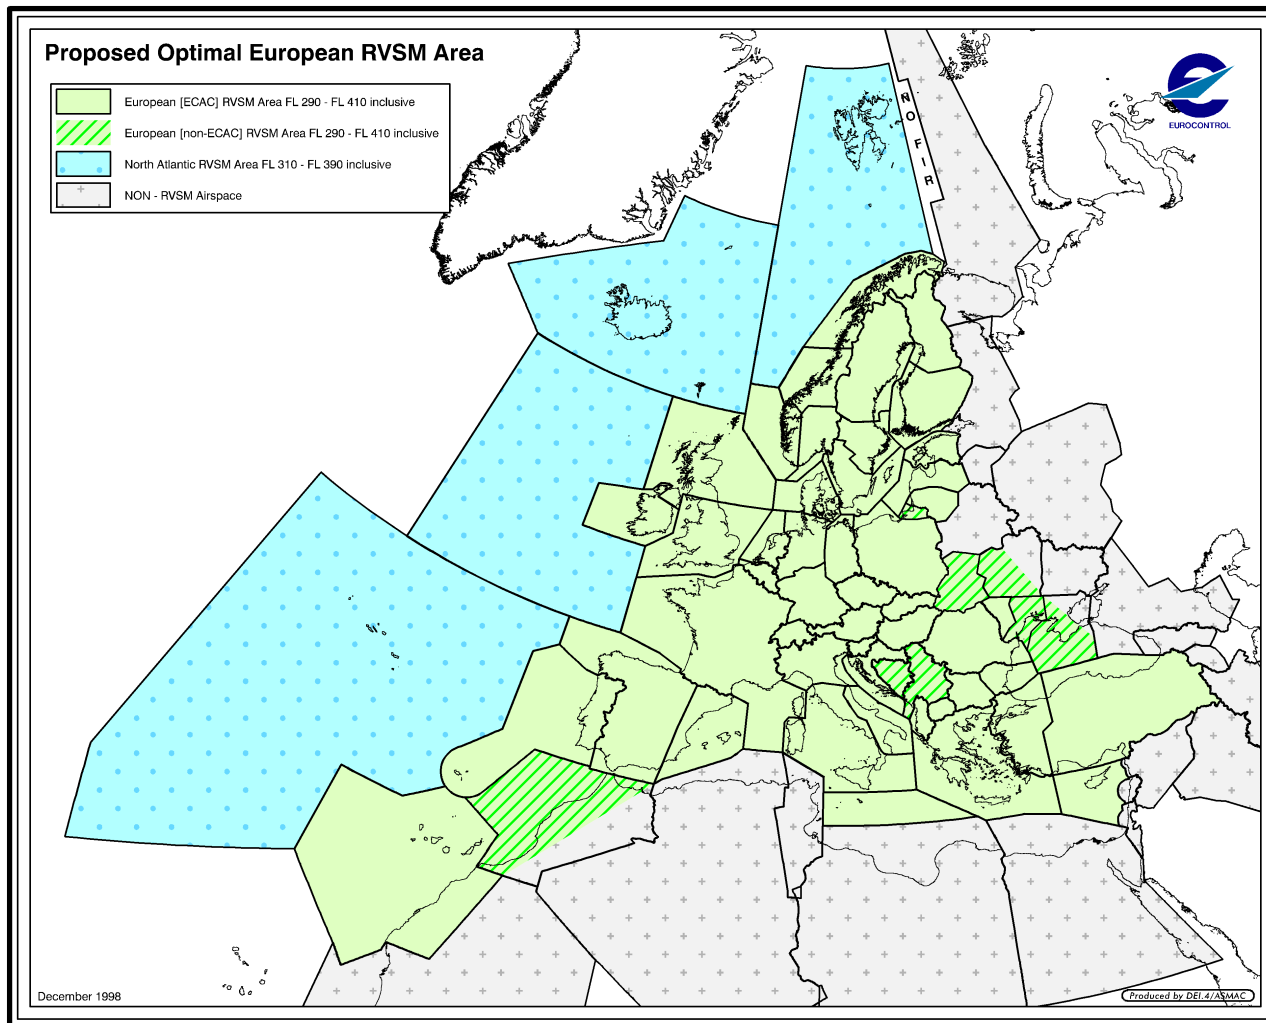 Proposed Optimal European RVSM Area
European [ECAC] RVSM Area FL 290 - FL 410 inclusive
European [non-ECAC] RVSM Area FL 290 - FL 410 inclusive
North Atlantic RVSM Area FL 310 - FL 390 inclusive
NON - RVSM Airspace
EUROCONTROL
NO FIR
December 1998
Produced by DEI.4/ASMAC